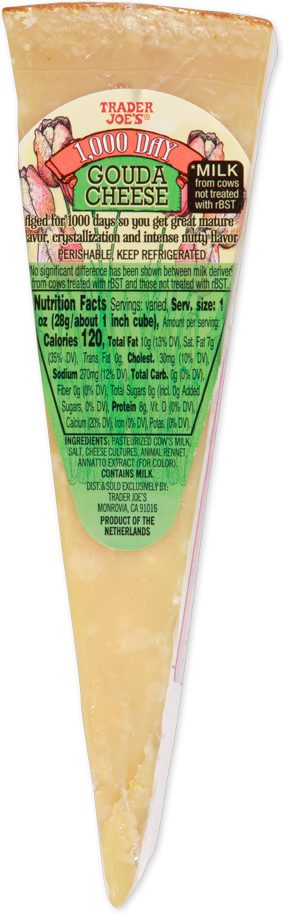 TRADER
JOE'S®
1,000 DAY
GOUDA
CHEESE
*MILK
from cows
not treated
with rBST
Aged for 1000 days so you get great mature
flavor, crystallization and intense nutty flavor
PERISHABLE, KEEP REFRIGERATED
No significant difference has been shown between milk derived
from cows treated with rBST and those not treated with rBST.
Nutrition Facts Servings: varied, Serv. size: 1
oz (28g/about 1 inch cube), Amount per serving:
Calories 120, Total Fat 10g (13% DV), Sat. Fat 7g
(35% DV), Trans Fat 0g, Cholest. 30mg (10% DV),
Sodium 270mg (12% DV), Total Carb. 0g (0% DV),
Fiber 0g (0% DV), Total Sugars 0g (Incl. 0g Added
Sugars, 0% DV), Protein 8g, Vit. D (0% DV),
Calcium (20% DV), Iron (0% DV), Potas. (0% DV).
INGREDIENTS: PASTEURIZED COW'S MILK,
SALT, CHEESE CULTURES, ANIMAL RENNET,
ANNATTO EXTRACT (FOR COLOR).
CONTAINS MILK
DIST. & SOLD EXCLUSIVELY BY:
TRADER JOE'S
MONROVIA, CA 91016
PRODUCT OF THE
NETHERLANDS